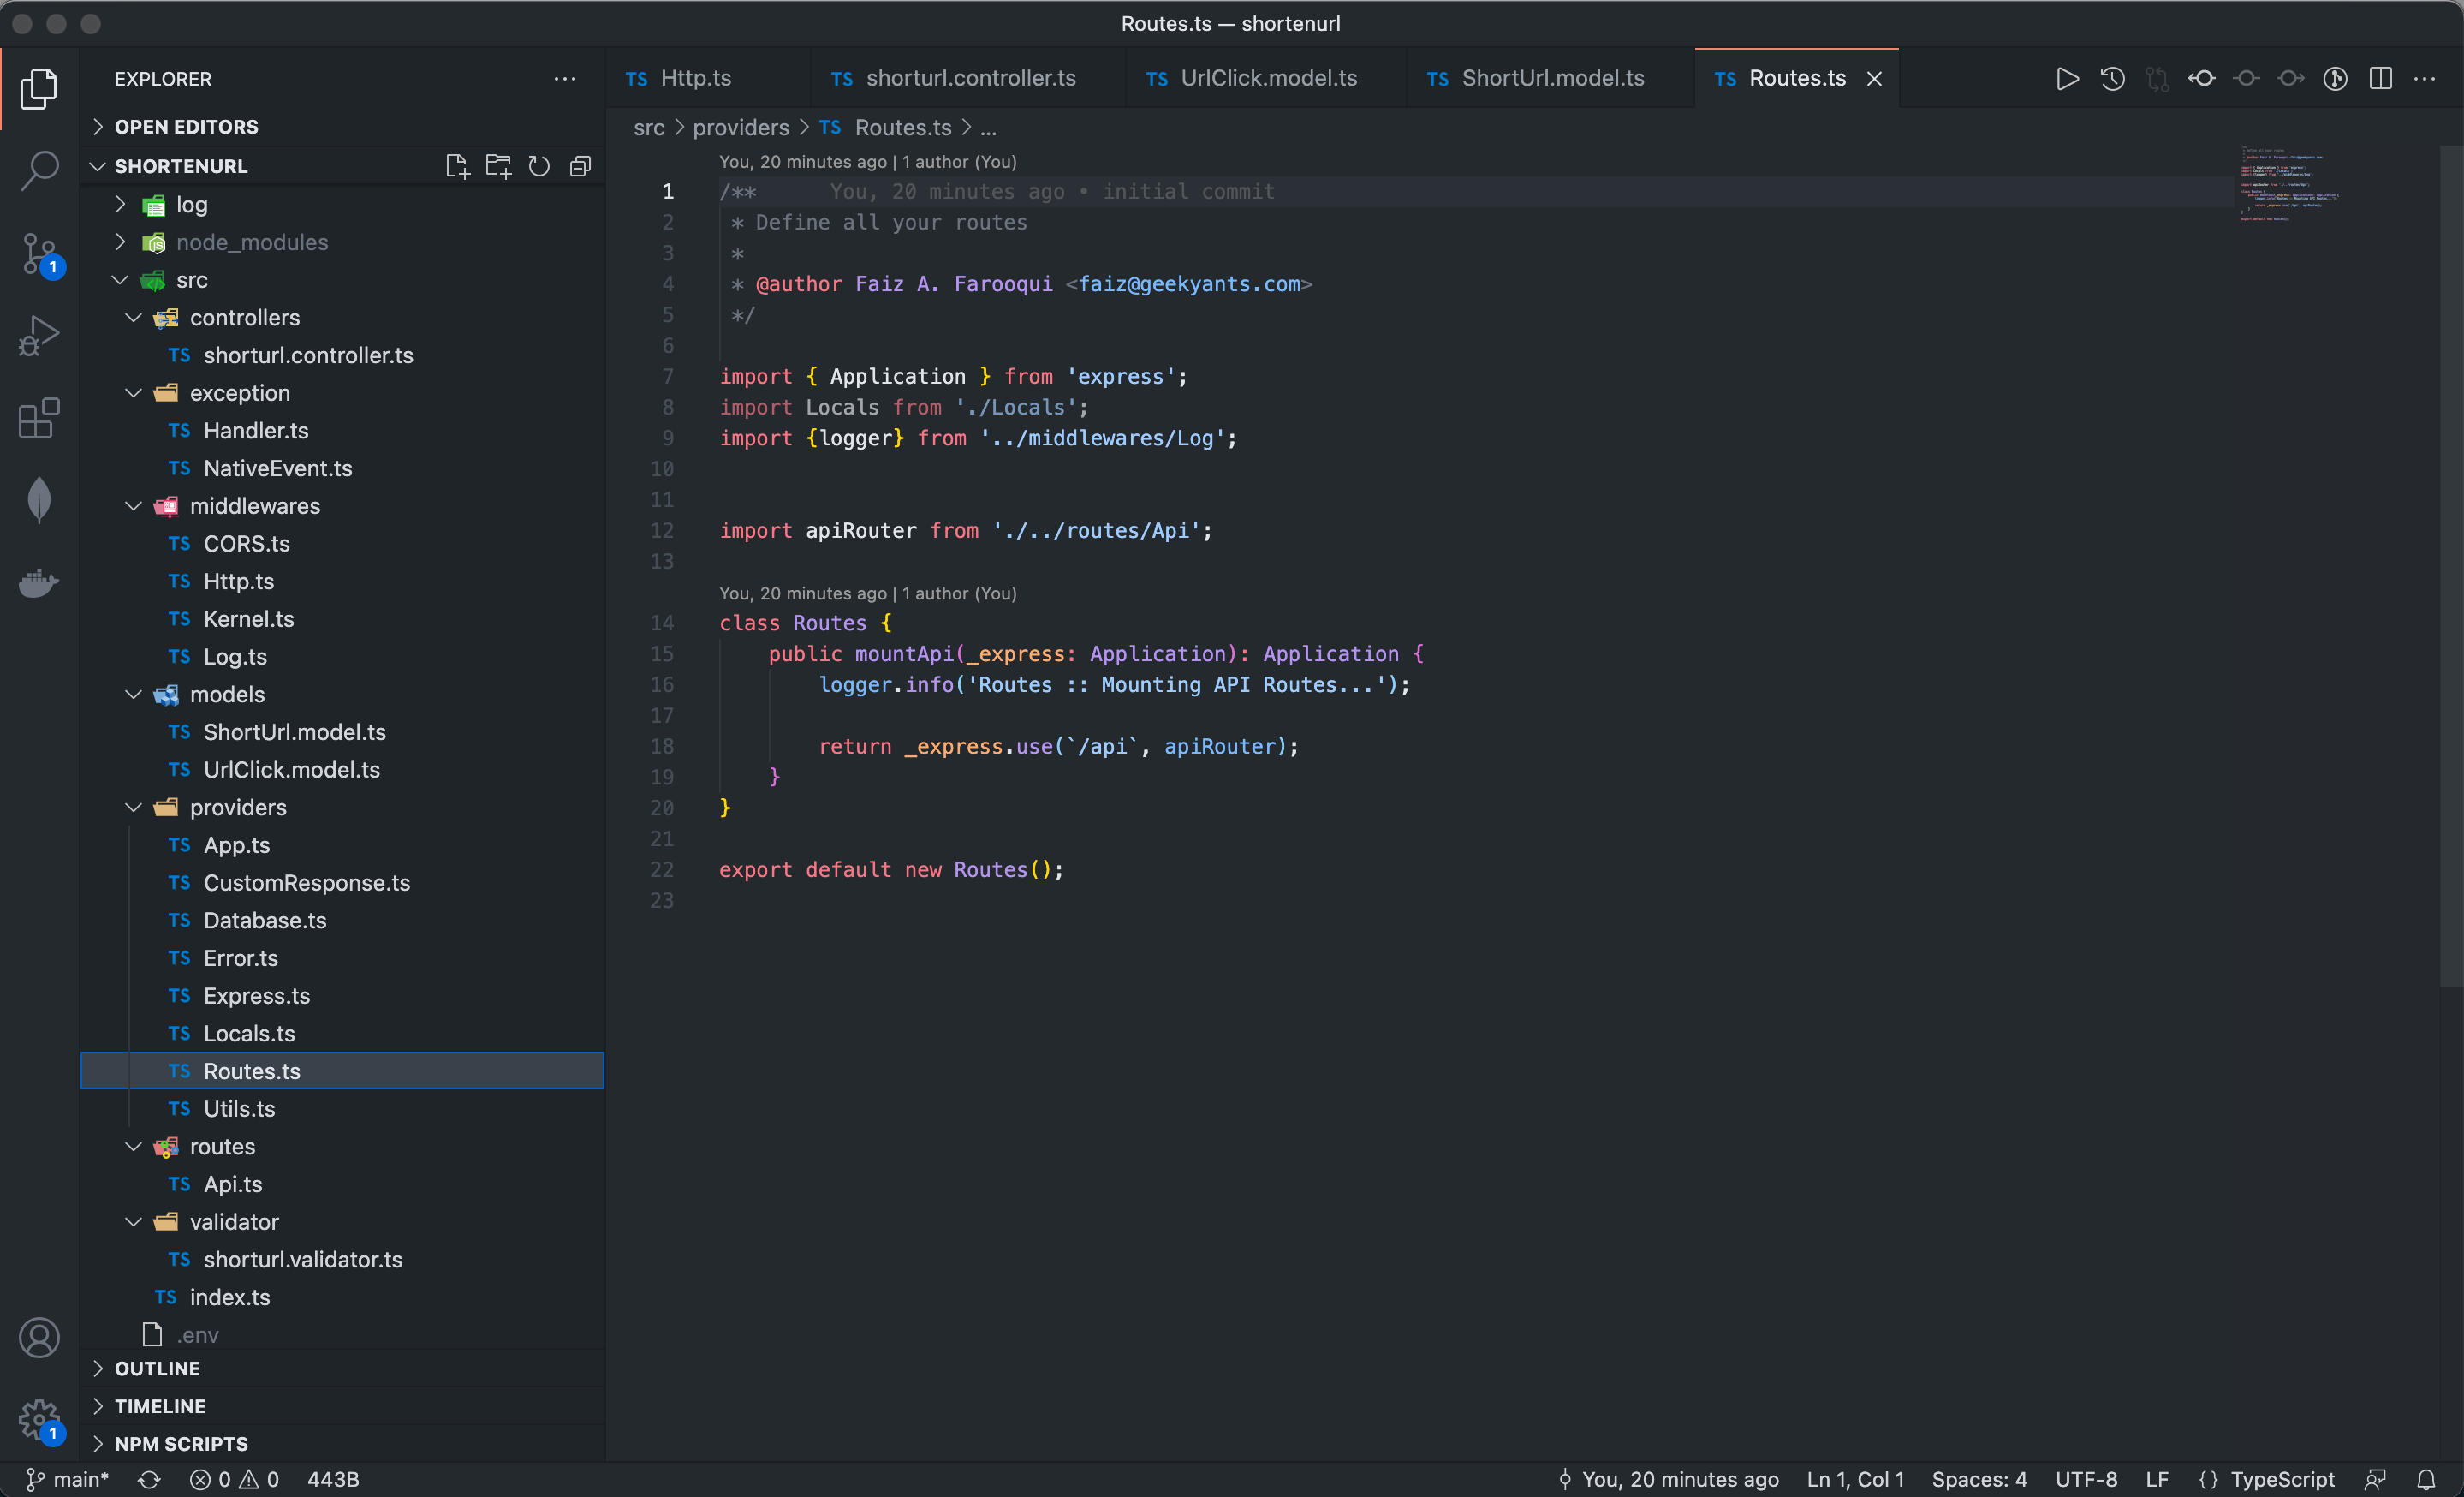 Routes.ts — shortenurl
EXPLORER
OPEN EDITORS
SHORTENURL
log
node_modules
src
controllers
TS shorturl.controller.ts
exception
TS Handler.ts
TS NativeEvent.ts
middlewares
TS CORS.ts
TS Http.ts
TS Kernel.ts
TS Log.ts
models
TS ShortUrl.model.ts
TS UrlClick.model.ts
providers
TS App.ts
TS CustomResponse.ts
TS Database.ts
TS Error.ts
TS Express.ts
TS Locals.ts
TS Routes.ts
TS Utils.ts
routes
TS Api.ts
validator
TS shorturl.validator.ts
TS index.ts
.env
OUTLINE
TIMELINE
NPM SCRIPTS
1
1
TS Http.ts TS shorturl.controller.ts TS UrlClick.model.ts TS ShortUrl.model.ts TS Routes.ts
src > providers > TS Routes.ts > ...
You, 20 minutes ago | 1 author (You)
1 /** You, 20 minutes ago • initial commit
2 * Define all your routes
3 *
4 * @author Faiz A. Farooqui <faiz@geekyants.com>
5 */
6
7 import { Application } from 'express';
8 import Locals from './Locals';
9 import {logger} from '../middlewares/Log';
10
11
12 import apiRouter from './../routes/Api';
13
You, 20 minutes ago | 1 author (You)
14 class Routes {
15 public mountApi(_express: Application): Application {
16 logger.info('Routes :: Mounting API Routes...');
17
18 return _express.use(`/api`, apiRouter);
19 }
20 }
21
22 export default new Routes();
23
main* 0 0 443B You, 20 minutes ago Ln 1, Col 1 Spaces: 4 UTF-8 LF {} TypeScript